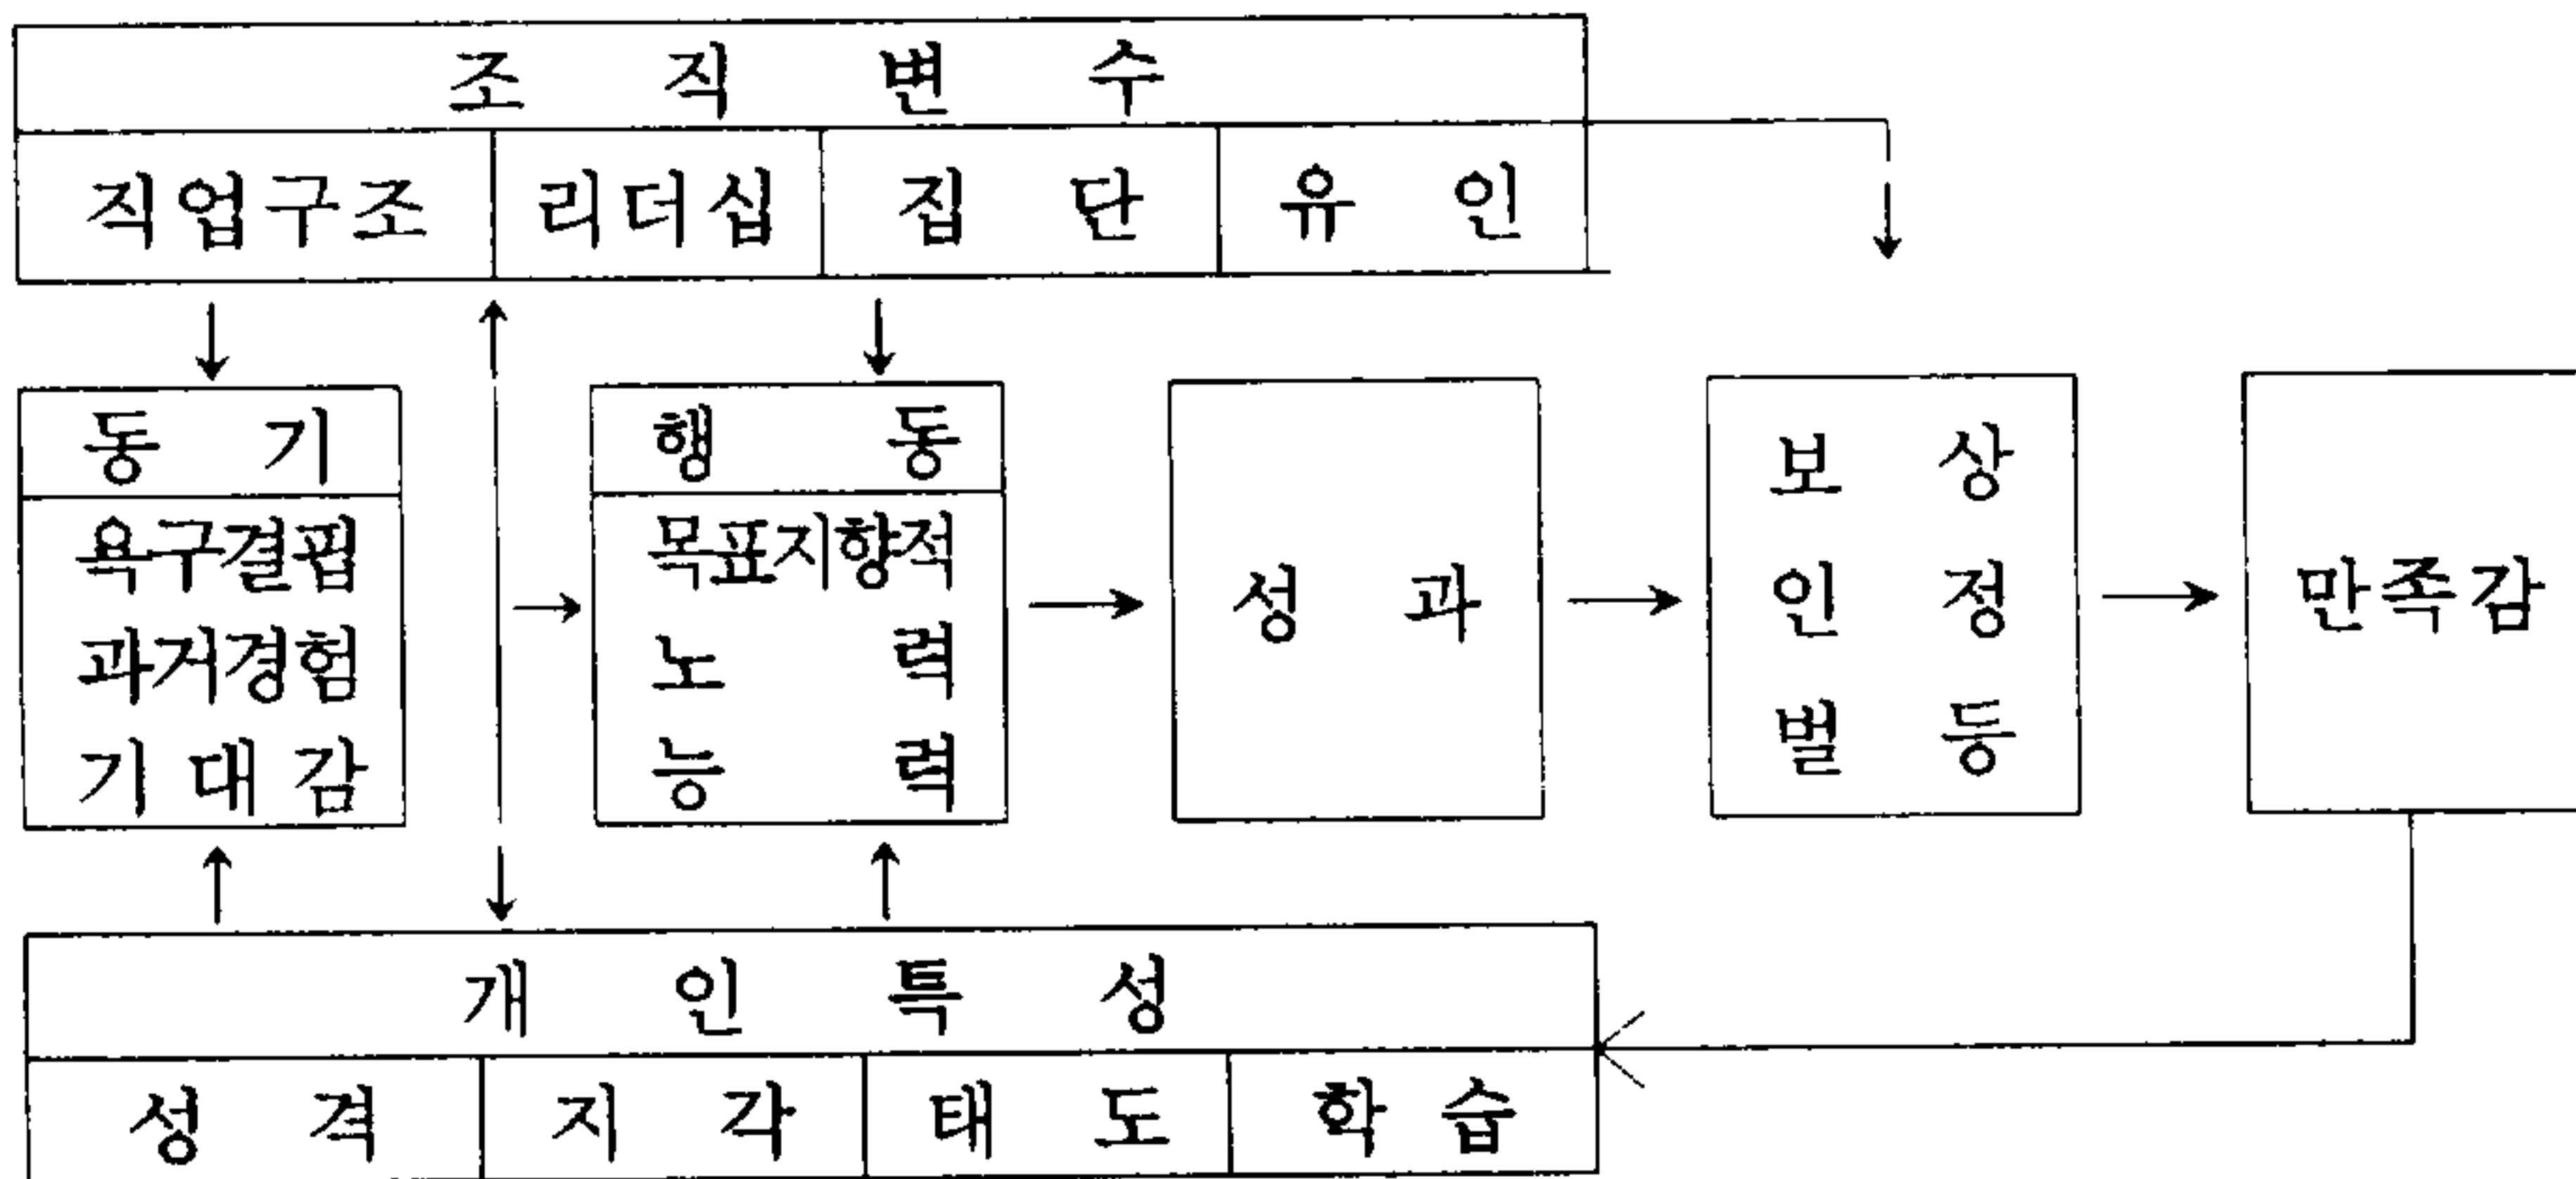 조직변수
직업구조 리더십 집단 유인
동기
욕구결핍
과거경험
기대감
행동
목표지향적
노력
능력
성과
보상
인정
벌등
만족감
개인특성
성격 지각 태도 학습